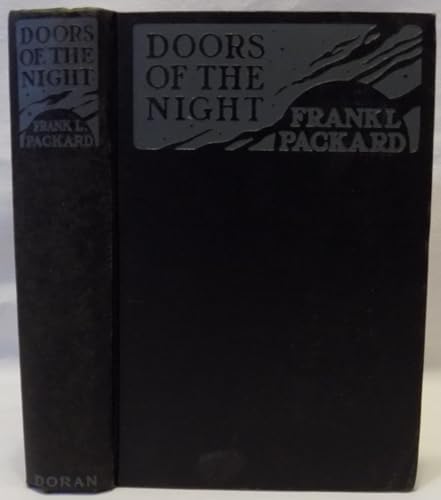 DOORS
OF THE
NIGHT
FRANK L.
PACKARD
DORAN
DOORS
OF THE
NIGHT
FRANK L
PACKARD